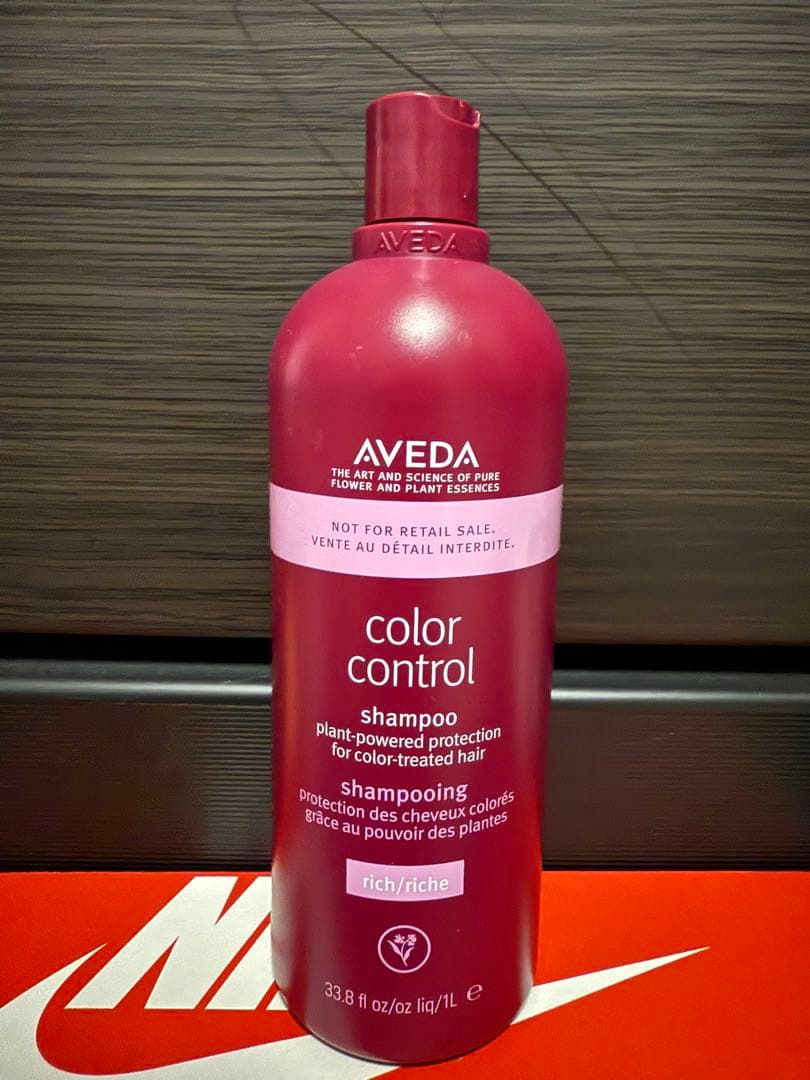 AVEDA
AVEDA
THE ART AND SCIENCE OF PURE
FLOWER AND PLANT ESSENCES
NOT FOR RETAIL SALE.
VENTE AU DÉTAIL INTERDITE.
color
control
shampoo
plant-powered protection
for color-treated hair
shampooing
protection des cheveux colorés
grâce au pouvoir des plantes
rich/riche
33.8 fl oz/oz liq/1L ℮